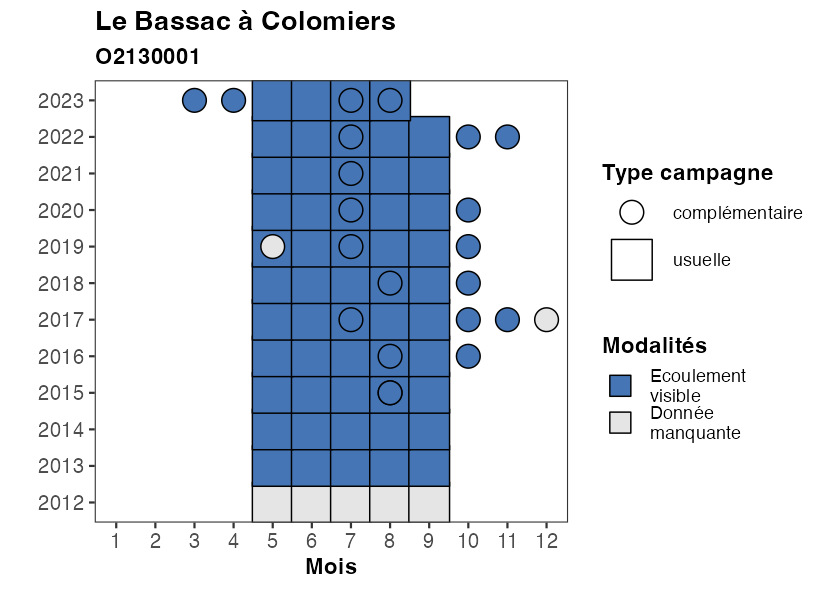 Le Bassac à Colomiers
O2130001
2023
2022
2021
2020
2019
2018
2017
2016
2015
2014
2013
2012
1 2 3 4 5 6 7 8 9 10 11 12
Mois
Type campagne
complémentaire
usuelle
Modalités
Ecoulement
visible
Donnée
manquante